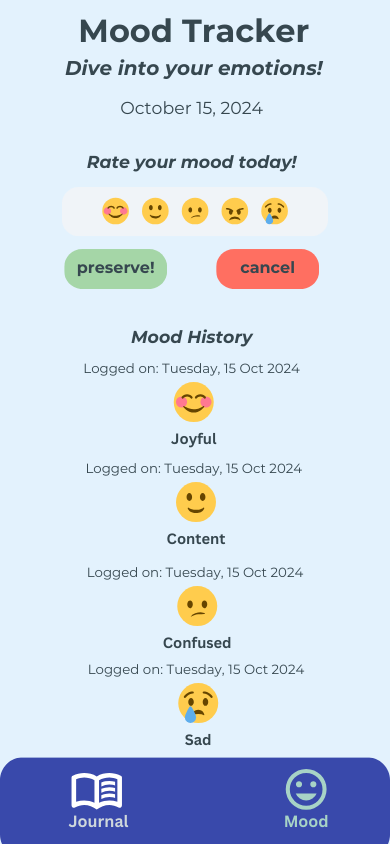 Mood Tracker
Dive into your emotions!
October 15, 2024
Rate your mood today!
preserve! cancel
Mood History
Logged on: Tuesday, 15 Oct 2024
Joyful
Logged on: Tuesday, 15 Oct 2024
Content
Logged on: Tuesday, 15 Oct 2024
Confused
Logged on: Tuesday, 15 Oct 2024
Sad
Journal Mood